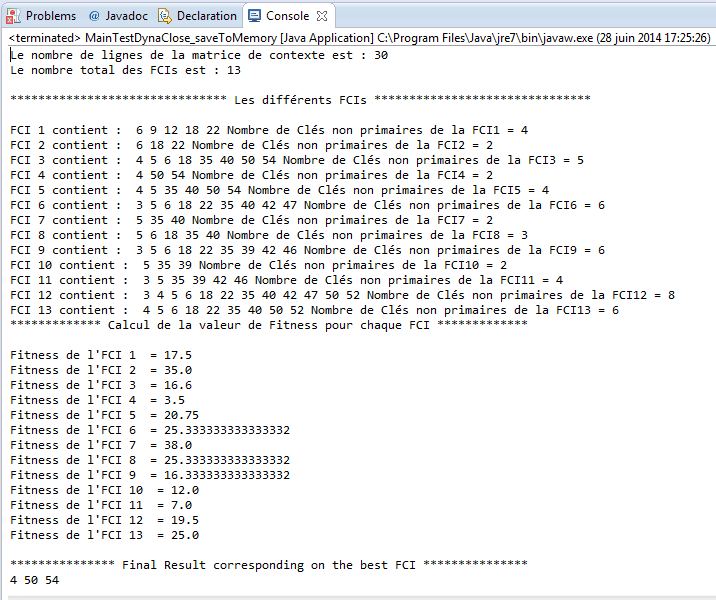 Problems @ Javadoc Declaration Console
<terminated> MainTestDynaClose_saveToMemory [Java Application] C:\Program Files\Java\jre7\bin\javaw.exe (28 juin 2014 17:25:26)
Le nombre de lignes de la matrice de contexte est : 30
Le nombre total des FCIs est : 13
******************************* Les différents FCIs *******************************
FCI 1 contient :  6 9 12 18 22 Nombre de Clés non primaires de la FCI1 = 4
FCI 2 contient :  6 18 22 Nombre de Clés non primaires de la FCI2 = 2
FCI 3 contient :  4 5 6 18 35 40 50 54 Nombre de Clés non primaires de la FCI3 = 5
FCI 4 contient :  4 50 54 Nombre de Clés non primaires de la FCI4 = 2
FCI 5 contient :  4 5 35 40 50 54 Nombre de Clés non primaires de la FCI5 = 4
FCI 6 contient :  3 5 6 18 22 35 40 42 47 Nombre de Clés non primaires de la FCI6 = 6
FCI 7 contient :  5 35 40 Nombre de Clés non primaires de la FCI7 = 2
FCI 8 contient :  5 6 18 35 40 Nombre de Clés non primaires de la FCI8 = 3
FCI 9 contient :  3 5 6 18 22 35 39 42 46 Nombre de Clés non primaires de la FCI9 = 6
FCI 10 contient :  5 35 39 Nombre de Clés non primaires de la FCI10 = 2
FCI 11 contient :  3 5 35 39 42 46 Nombre de Clés non primaires de la FCI11 = 4
FCI 12 contient :  3 4 5 6 18 22 35 40 42 47 50 52 Nombre de Clés non primaires de la FCI12 = 8
FCI 13 contient :  4 5 6 18 22 35 40 50 52 Nombre de Clés non primaires de la FCI13 = 6
************* Calcul de la valeur de Fitness pour chaque FCI *************
Fitness de l'FCI 1  = 17.5
Fitness de l'FCI 2  = 35.0
Fitness de l'FCI 3  = 16.6
Fitness de l'FCI 4  = 3.5
Fitness de l'FCI 5  = 20.75
Fitness de l'FCI 6  = 25.333333333333332
Fitness de l'FCI 7  = 38.0
Fitness de l'FCI 8  = 25.333333333333332
Fitness de l'FCI 9  = 16.333333333333332
Fitness de l'FCI 10  = 12.0
Fitness de l'FCI 11  = 7.0
Fitness de l'FCI 12  = 19.5
Fitness de l'FCI 13  = 25.0
*************** Final Result corresponding on the best FCI ***************
4 50 54